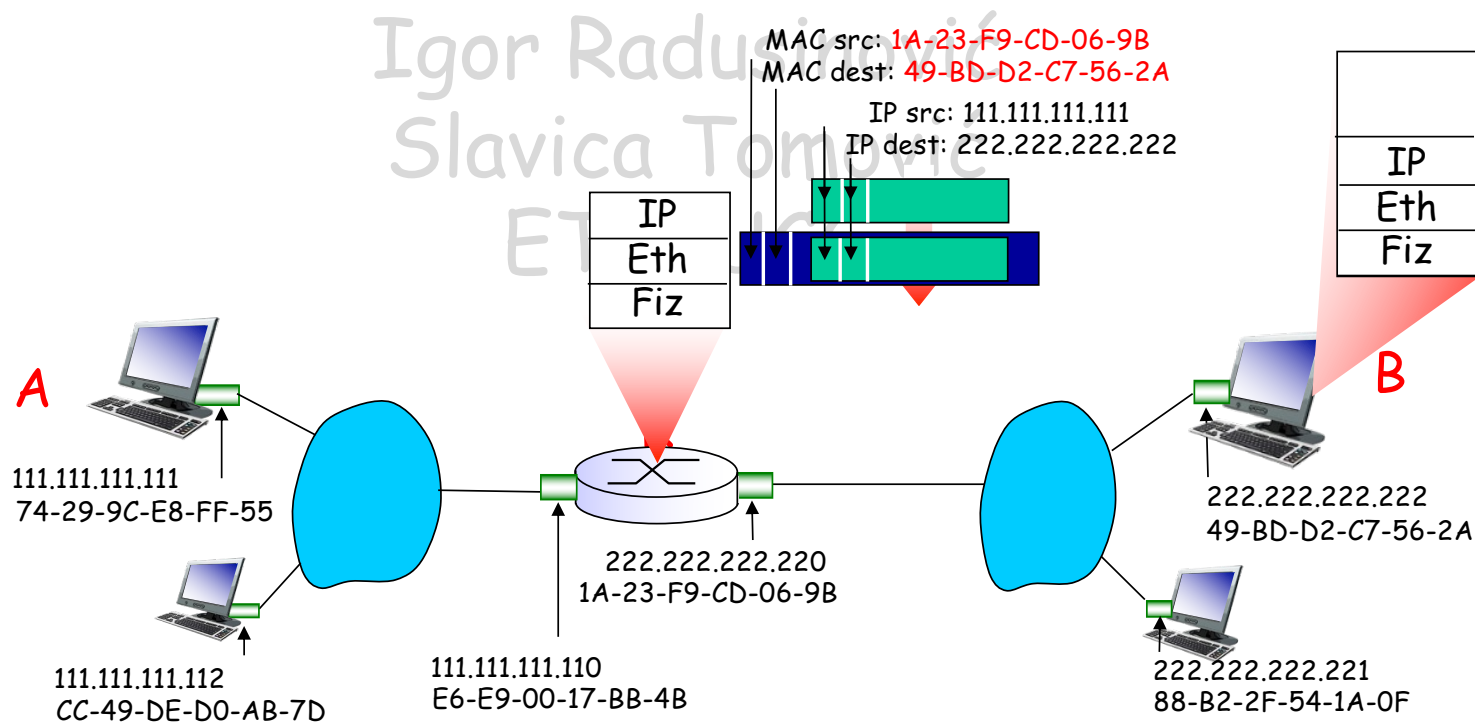 Igor Radusinović
Slavica Tomović
MAC src: 1A-23-F9-CD-06-9B
MAC dest: 49-BD-D2-C7-56-2A
IP src: 111.111.111.111
IP dest: 222.222.222.222
IP
Eth
Fiz
IP
Eth
Fiz
A
B
111.111.111.111
74-29-9C-E8-FF-55
222.222.222.222
49-BD-D2-C7-56-2A
222.222.222.220
1A-23-F9-CD-06-9B
111.111.111.112
CC-49-DE-D0-AB-7D
111.111.111.110
E6-E9-00-17-BB-4B
222.222.222.221
88-B2-2F-54-1A-0F